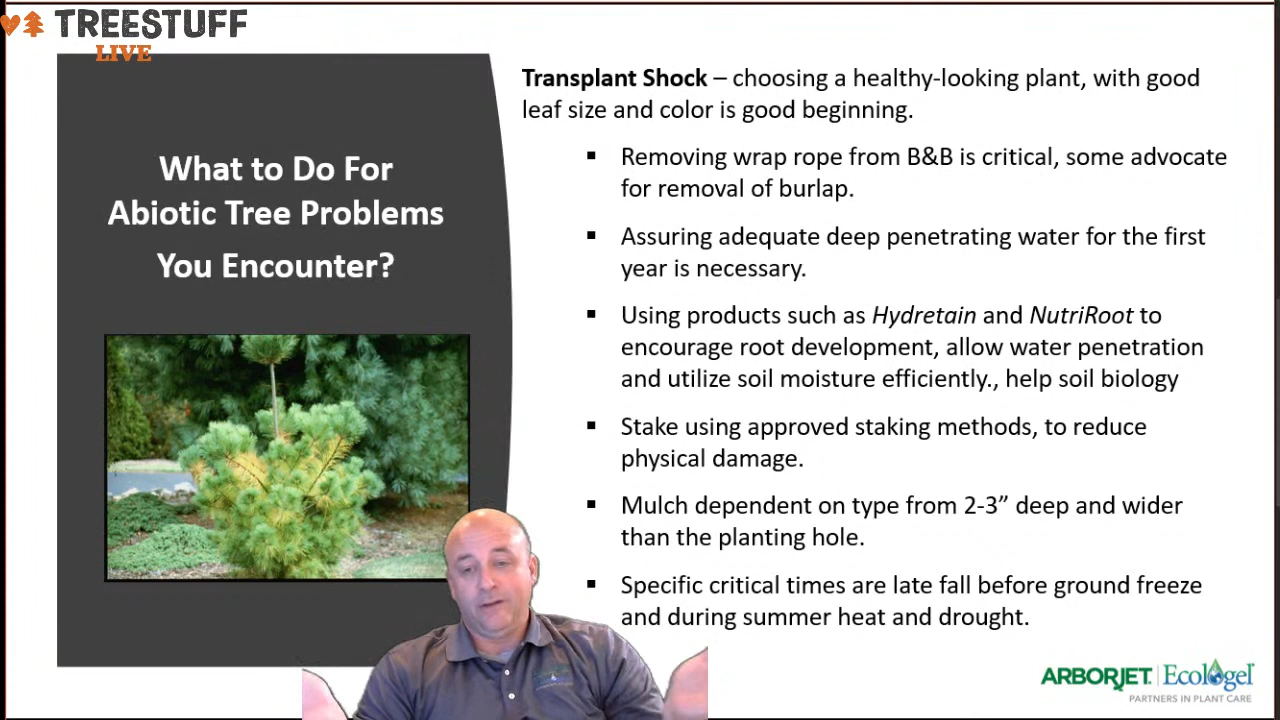 TREESTUFF
LIVE
What to Do For
Abiotic Tree Problems
You Encounter?
Transplant Shock – choosing a healthy-looking plant, with good
leaf size and color is good beginning.
▪ Removing wrap rope from B&B is critical, some advocate
for removal of burlap.
▪ Assuring adequate deep penetrating water for the first
year is necessary.
▪ Using products such as Hydretain and NutriRoot to
encourage root development, allow water penetration
and utilize soil moisture efficiently., help soil biology
▪ Stake using approved staking methods, to reduce
physical damage.
▪ Mulch dependent on type from 2-3” deep and wider
than the planting hole.
▪ Specific critical times are late fall before ground freeze
and during summer heat and drought.
ARBORJET | Ecologel
PARTNERS IN PLANT CARE